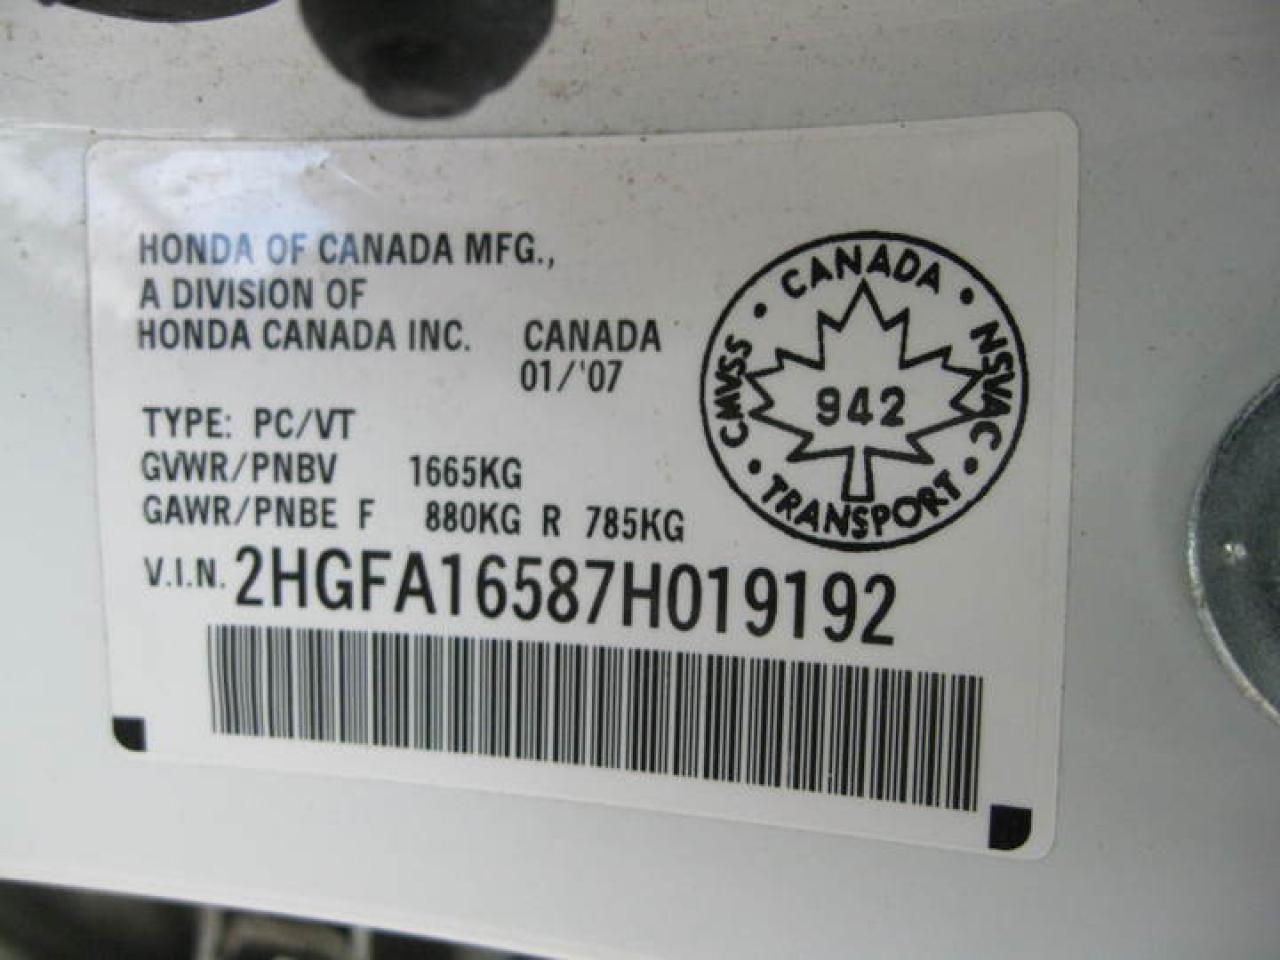 HONDA OF CANADA MFG.,
A DIVISION OF
HONDA CANADA INC. CANADA
01/'07
TYPE: PC/VT
GVWR/PNBV 1665KG
GAWR/PNBE F 880KG R 785KG
V.I.N. 2HGFA16587H019192
CANADA
CMVSS
942
NSVAC
TRANSPORT